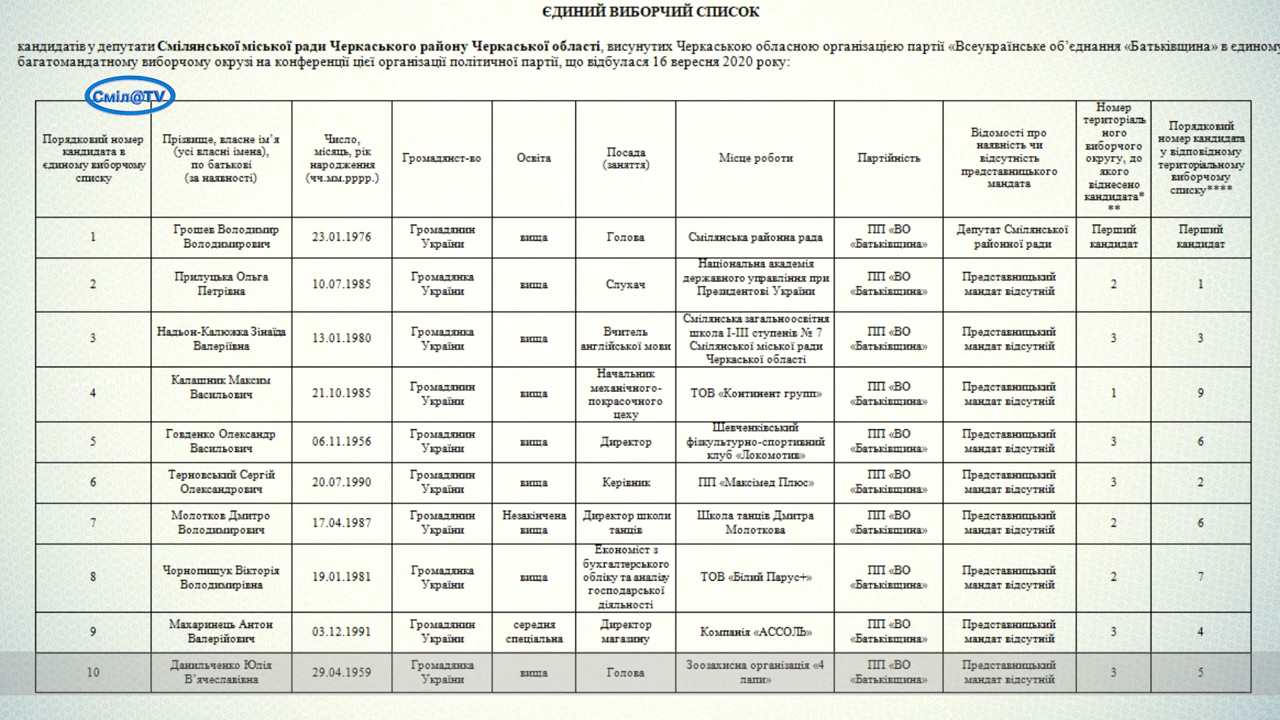 ЄДИНИЙ ВИБОРЧИЙ СПИСОК
кандидатів у депутати Смілянської міської ради Черкаського району Черкаської області, висунутих Черкаською обласною організацією партії «Всеукраїнське об’єднання «Батьківщина» в єдиному
багатомандатному виборчому окрузі на конференції цієї організації політичної партії, що відбулася 16 вересня 2020 року:
Сміл@TV
Порядковий номер
кандидата в
єдиному виборчому
списку
Прізвище, власне ім’я
(усі власні імена),
по батькові
(за наявності)
Число,
місяць, рік
народження
(чч.мм.рррр.)
Громадянст-во
Освіта
Посада
(заняття)
Місце роботи
Партійність
Відомості про
наявність чи
відсутність
представницького
мандата
Номер
територіаль
ного
виборчого
округу, до
якого
віднесено
кандидата*
**
Порядковий
номер кандидата
у відповідному
територіальному
виборчому
списку****
1
Грошев Володимир
Володимирович
23.01.1976
Громадянин
України
вища
Голова
Смілянська районна рада
ПП «ВО
«Батьківщина»
Депутат Смілянської
районної ради
Перший
кандидат
Перший
кандидат
2
Прилуцька Ольга
Петрівна
10.07.1985
Громадянка
України
вища
Слухач
Національна академія
державного управління при
Президентові України
ПП «ВО
«Батьківщина»
Представницький
мандат відсутній
2
1
3
Надьон-Калюжка Зінаїда
Валеріївна
13.01.1980
Громадянка
України
вища
Вчитель
англійської мови
Смілянська загальноосвітня
школа І-ІІІ ступенів № 7
Смілянської міської ради
Черкаської області
ПП «ВО
«Батьківщина»
Представницький
мандат відсутній
3
3
4
Калашник Максим
Васильович
21.10.1985
Громадянин
України
вища
Начальник
механічного-
покрасочного
цеху
ТОВ «Континент групп»
ПП «ВО
«Батьківщина»
Представницький
мандат відсутній
1
9
5
Говденко Олександр
Васильович
06.11.1956
Громадянин
України
вища
Директор
Шевченківський
фізкультурно-спортивний
клуб «Локомотив»
ПП «ВО
«Батьківщина»
Представницький
мандат відсутній
3
6
6
Терновський Сергій
Олександрович
20.07.1990
Громадянин
України
вища
Керівник
ПП «Максімед Плюс»
ПП «ВО
«Батьківщина»
Представницький
мандат відсутній
3
2
7
Молотков Дмитро
Володимирович
17.04.1987
Громадянин
України
Незакінчена
вища
Директор школи
танців
Школа танців Дмитра
Молоткова
ПП «ВО
«Батьківщина»
Представницький
мандат відсутній
2
6
8
Чорнопищук Вікторія
Володимирівна
19.01.1981
Громадянка
України
вища
Економіст з
бухгалтерського
обліку та аналізу
господарської
діяльності
ТОВ «Білий Парус+»
ПП «ВО
«Батьківщина»
Представницький
мандат відсутній
2
7
9
Махаринець Антон
Валерійович
03.12.1991
Громадянин
України
середня
спеціальна
Директор
магазину
Компанія «АССОЛЬ»
ПП «ВО
«Батьківщина»
Представницький
мандат відсутній
3
4
10
Данильченко Юлія
В’ячеславівна
29.04.1959
Громадянка
України
вища
Голова
Зоозахисна організація «4
лапи»
ПП «ВО
«Батьківщина»
Представницький
мандат відсутній
3
5